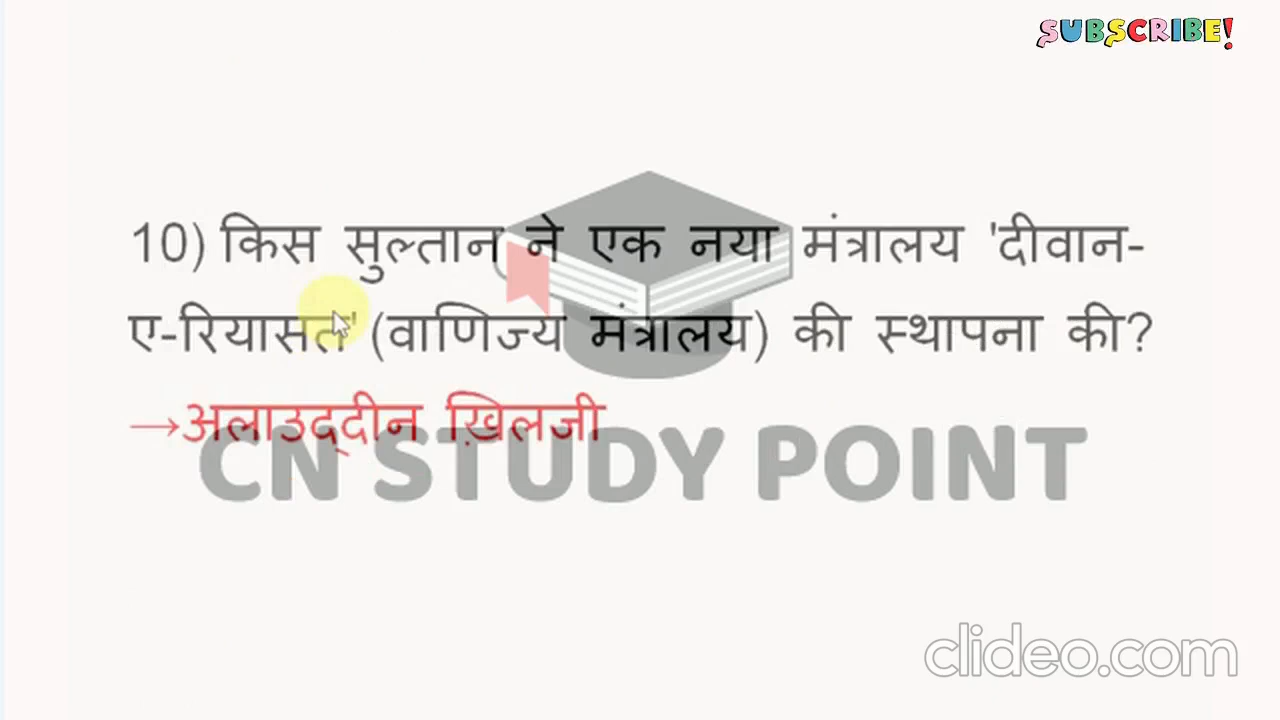 SUBSCRIBE!
10) किस सुल्तान ने एक नया मंत्रालय 'दीवान-
ए-रियासत' (वाणिज्य मंत्रालय) की स्थापना की?
→अलाउद्दीन ख़िलजी
CN STUDY POINT
clideo.com